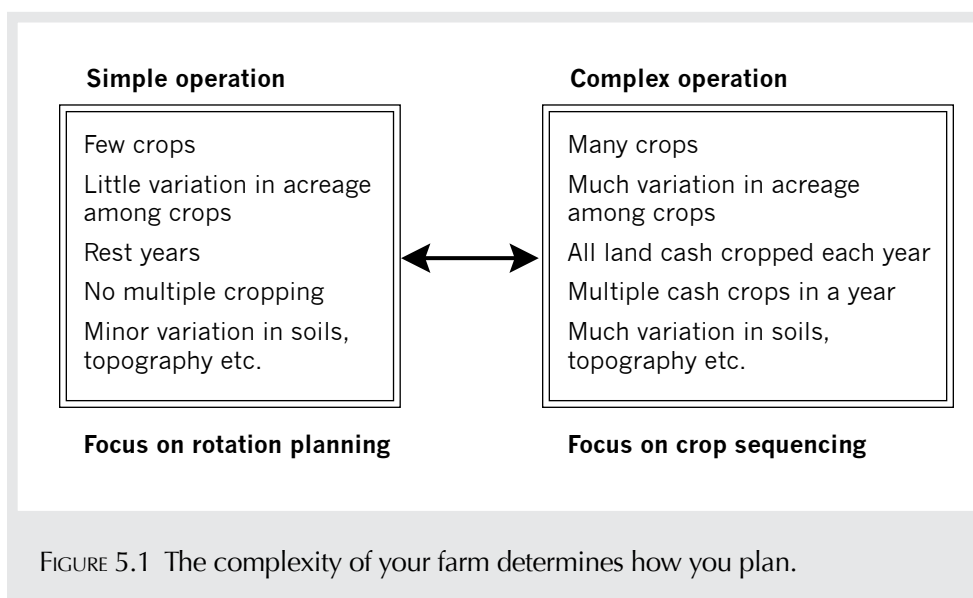 Simple operation
Few crops
Little variation in acreage
among crops
Rest years
No multiple cropping
Minor variation in soils,
topography etc.
Focus on rotation planning
Complex operation
Many crops
Much variation in acreage
among crops
All land cash cropped each year
Multiple cash crops in a year
Much variation in soils,
topography etc.
Focus on crop sequencing
FIGURE 5.1 The complexity of your farm determines how you plan.